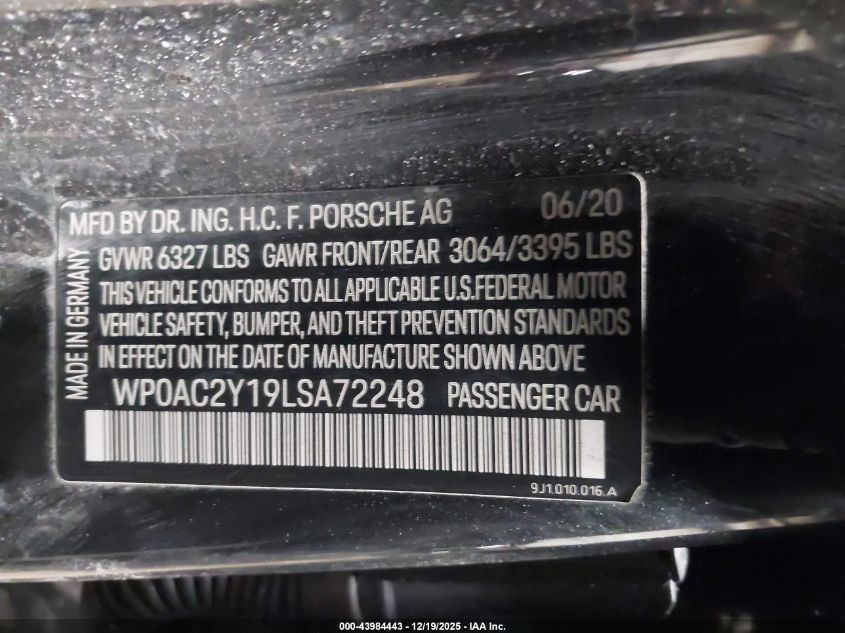 MFD BY DR. ING. H.C. F. PORSCHE AG 06/20
GVWR 6327 LBS GAWR FRONT/REAR 3064/3395 LBS
THIS VEHICLE CONFORMS TO ALL APPLICABLE U.S.FEDERAL MOTOR
VEHICLE SAFETY, BUMPER, AND THEFT PREVENTION STANDARDS
IN EFFECT ON THE DATE OF MANUFACTURE SHOWN ABOVE
WP0AC2Y19LSA72248 PASSENGER CAR
MADE IN GERMANY
9J1.010.016.A
000-43984443 - 12/19/2025 - IAA Inc.